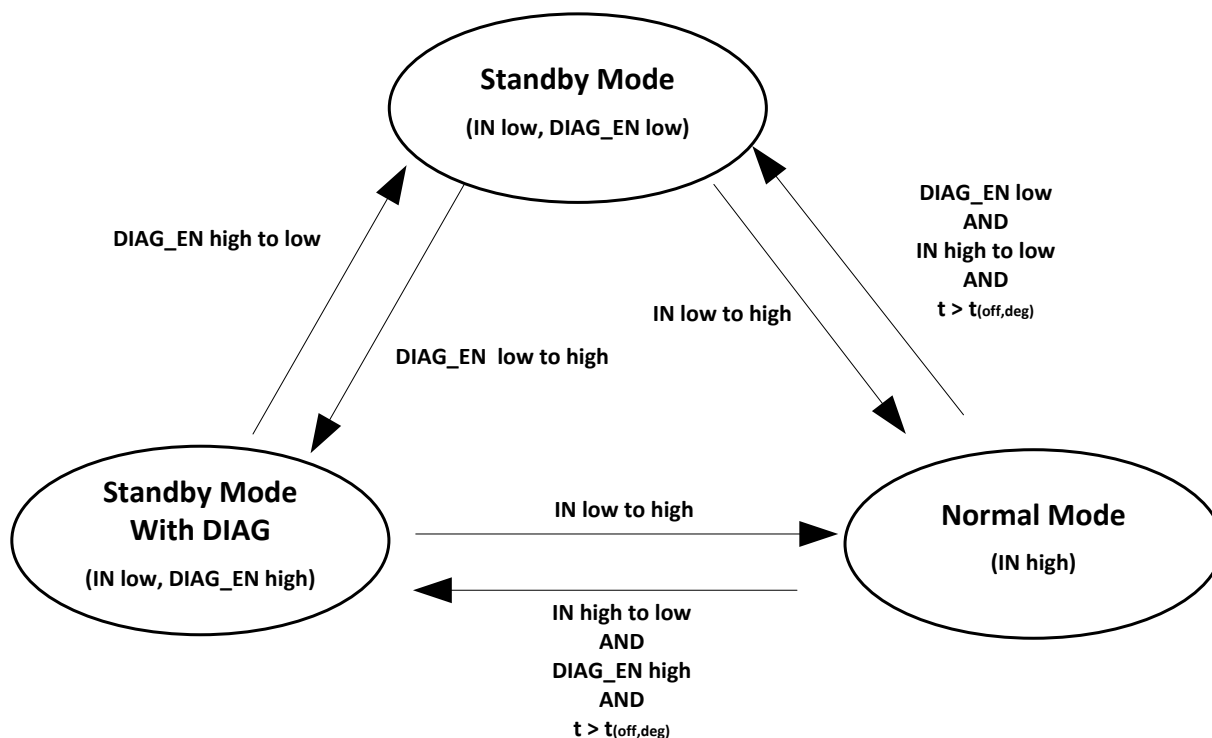 Standby Mode
(IN low, DIAG_EN low)
DIAG_EN high to low
DIAG_EN low to high
IN low to high
DIAG_EN low
AND
IN high to low
AND
t > t(off,deg)
Standby Mode
With DIAG
(IN low, DIAG_EN high)
IN low to high
Normal Mode
(IN high)
IN high to low
AND
DIAG_EN high
AND
t > t(off,deg)